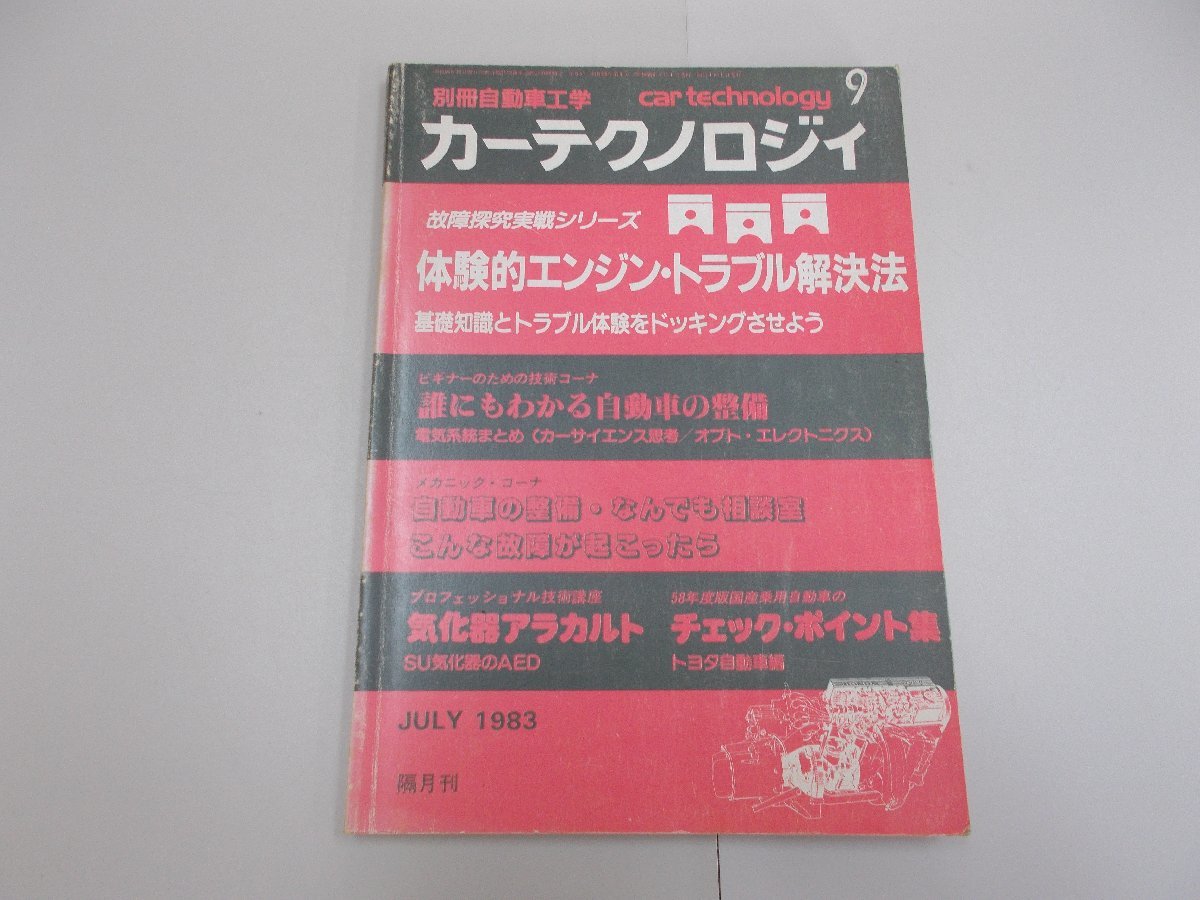 別冊自動車工学 car technology 9
カーテクノロジィ
故障探究実戦シリーズ
体験的エンジン・トラブル解決法
基礎知識とトラブル体験をドッキングさせよう
ビギナーのための技術コーナ
誰にもわかる自動車の整備
電気系統まとめ（カーサイエンス思考／オプト・エレクトニクス）
メカニック・コーナ
自動車の整備・なんでも相談室
こんな故障が起こったら
プロフェッショナル技術講座
気化器アラカルト
SU気化器のAED
58年度版国産乗用自動車の
チェック・ポイント集
トヨタ自動車編
JULY 1983
隔月刊